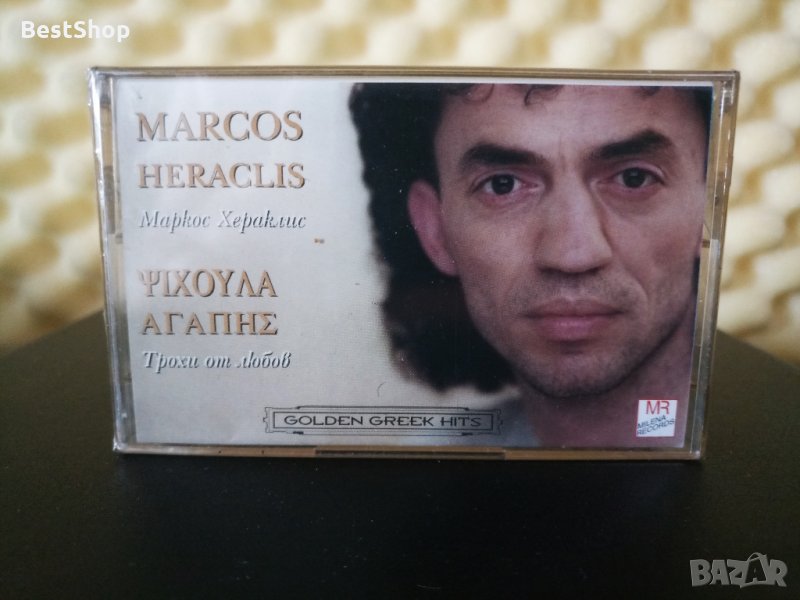 BestShop
MARCOS
HERACLIS
Маркос Хераклис
ΨΙΧΟΥΛΑ
ΑΓΑΠΗΣ
Трохи от любов
GOLDEN GREEK HITS
MR
MILENA
RECORDS
BAZAR